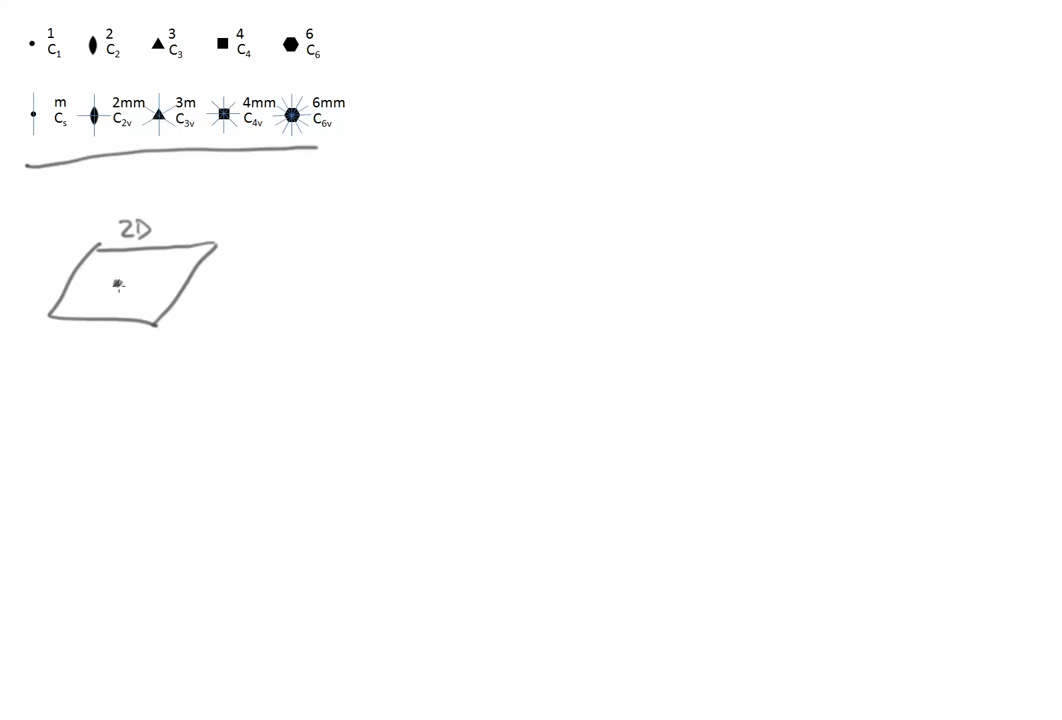 1 2 3 4 6
C₁ C₂ C₃ C₄ C₆
m 2mm 3m 4mm 6mm
Cₛ C₂ᵥ C₃ᵥ C₄ᵥ C₆ᵥ
2D